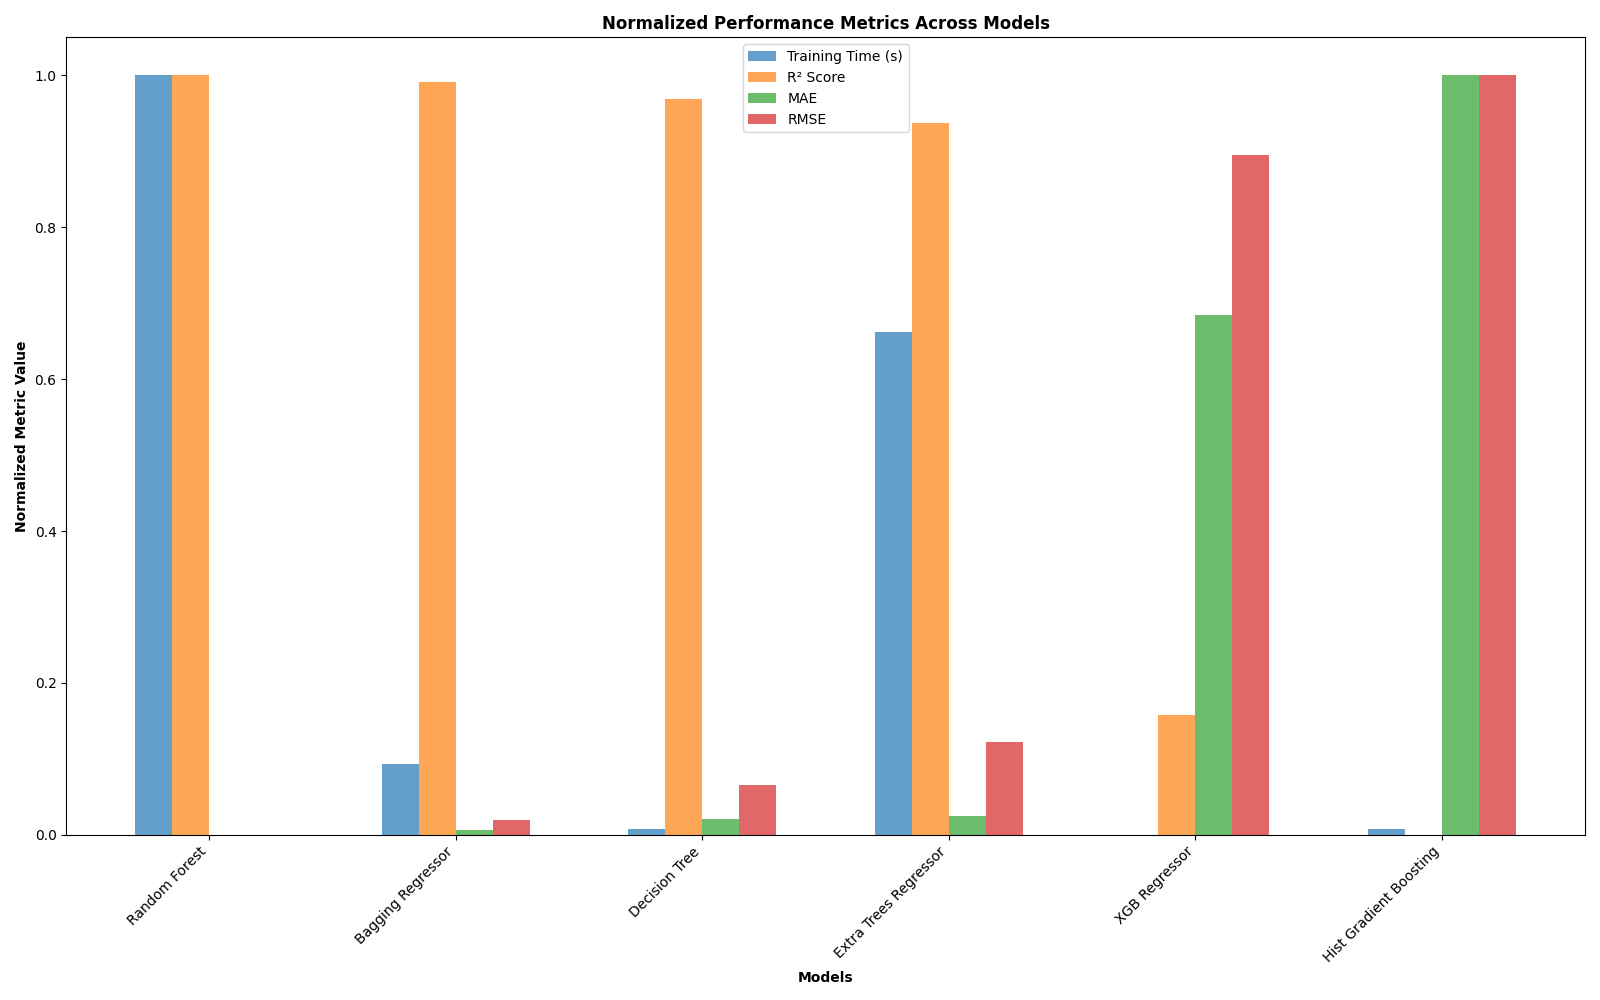 Normalized Performance Metrics Across Models
Training Time (s)
R² Score
MAE
RMSE
Normalized Metric Value
1.0
0.8
0.6
0.4
0.2
0.0
Random Forest
Bagging Regressor
Decision Tree
Extra Trees Regressor
XGB Regressor
Hist Gradient Boosting
Models